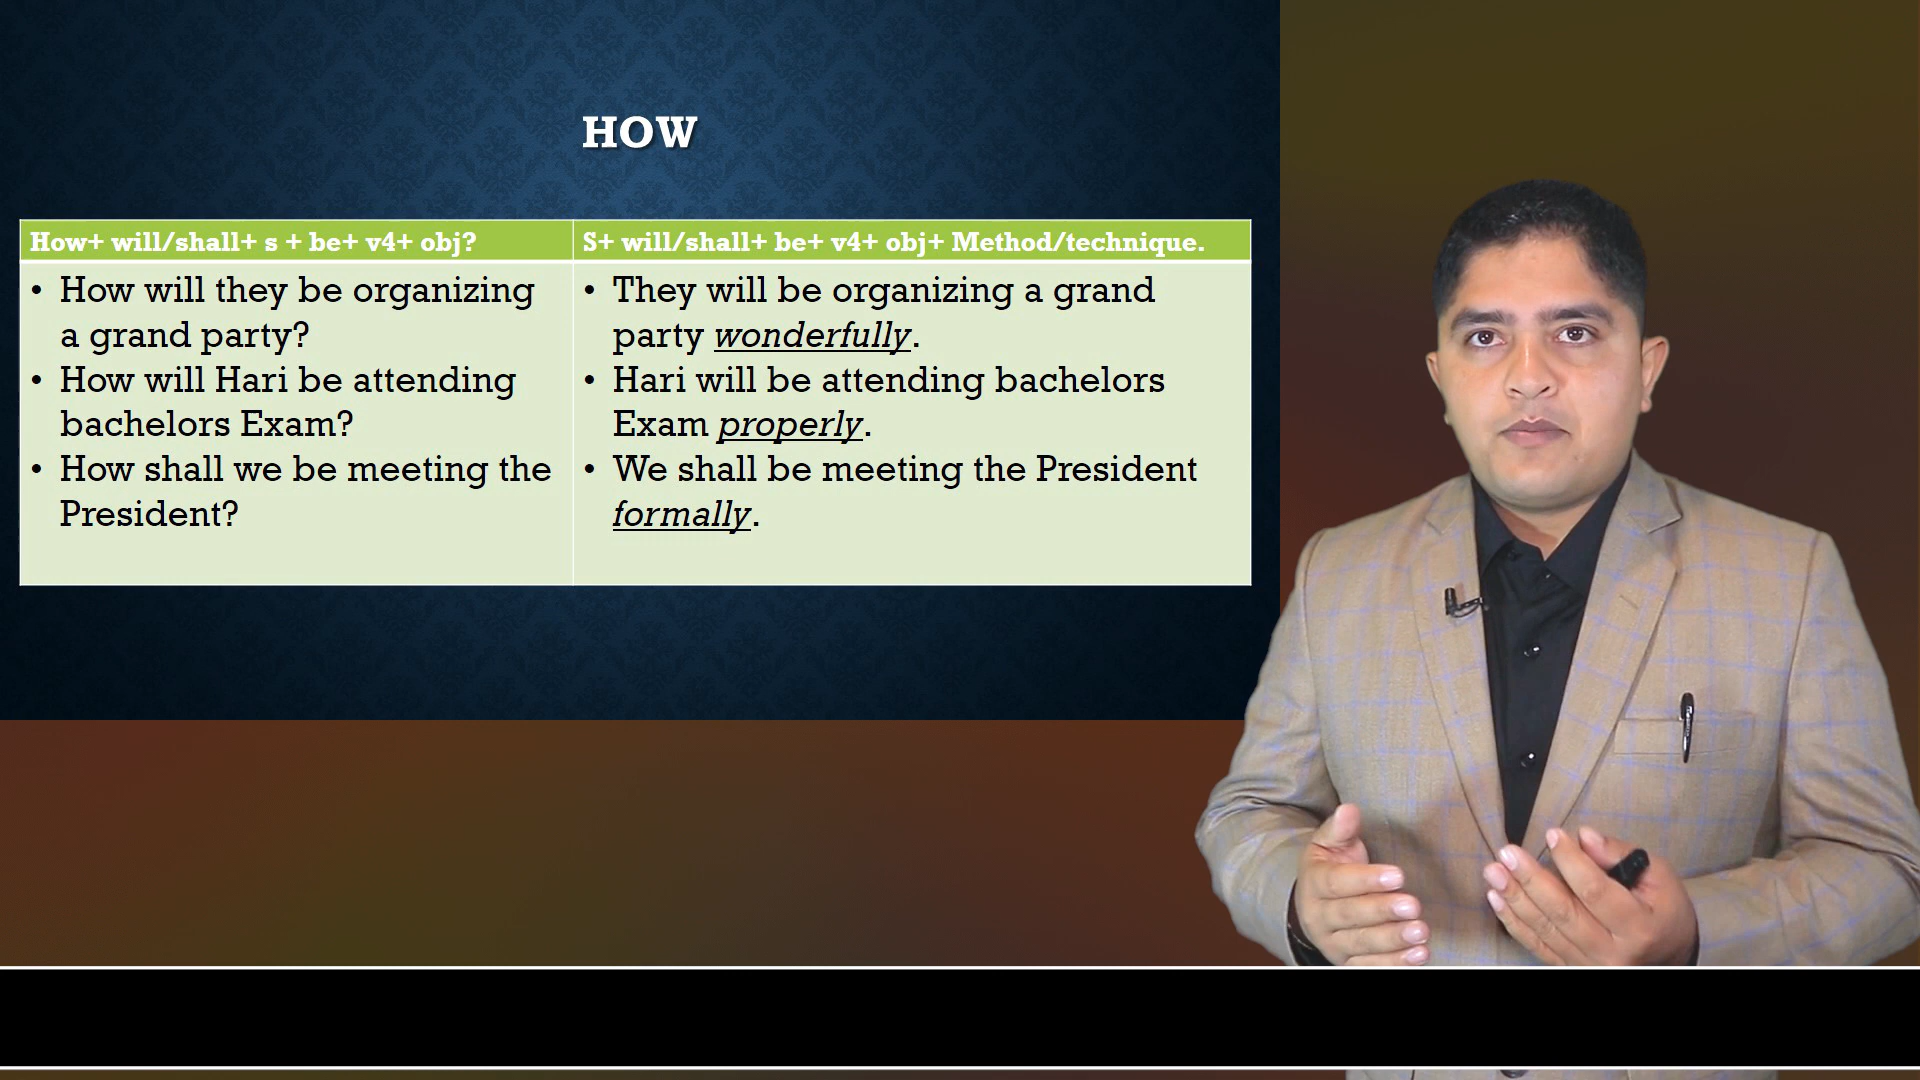 HOW
How+ will/shall+ s + be+ v4+ obj?
• How will they be organizing
a grand party?
• How will Hari be attending
bachelors Exam?
• How shall we be meeting the
President?
S+ will/shall+ be+ v4+ obj+ Method/technique.
• They will be organizing a grand
party wonderfully.
• Hari will be attending bachelors
Exam properly.
• We shall be meeting the President
formally.